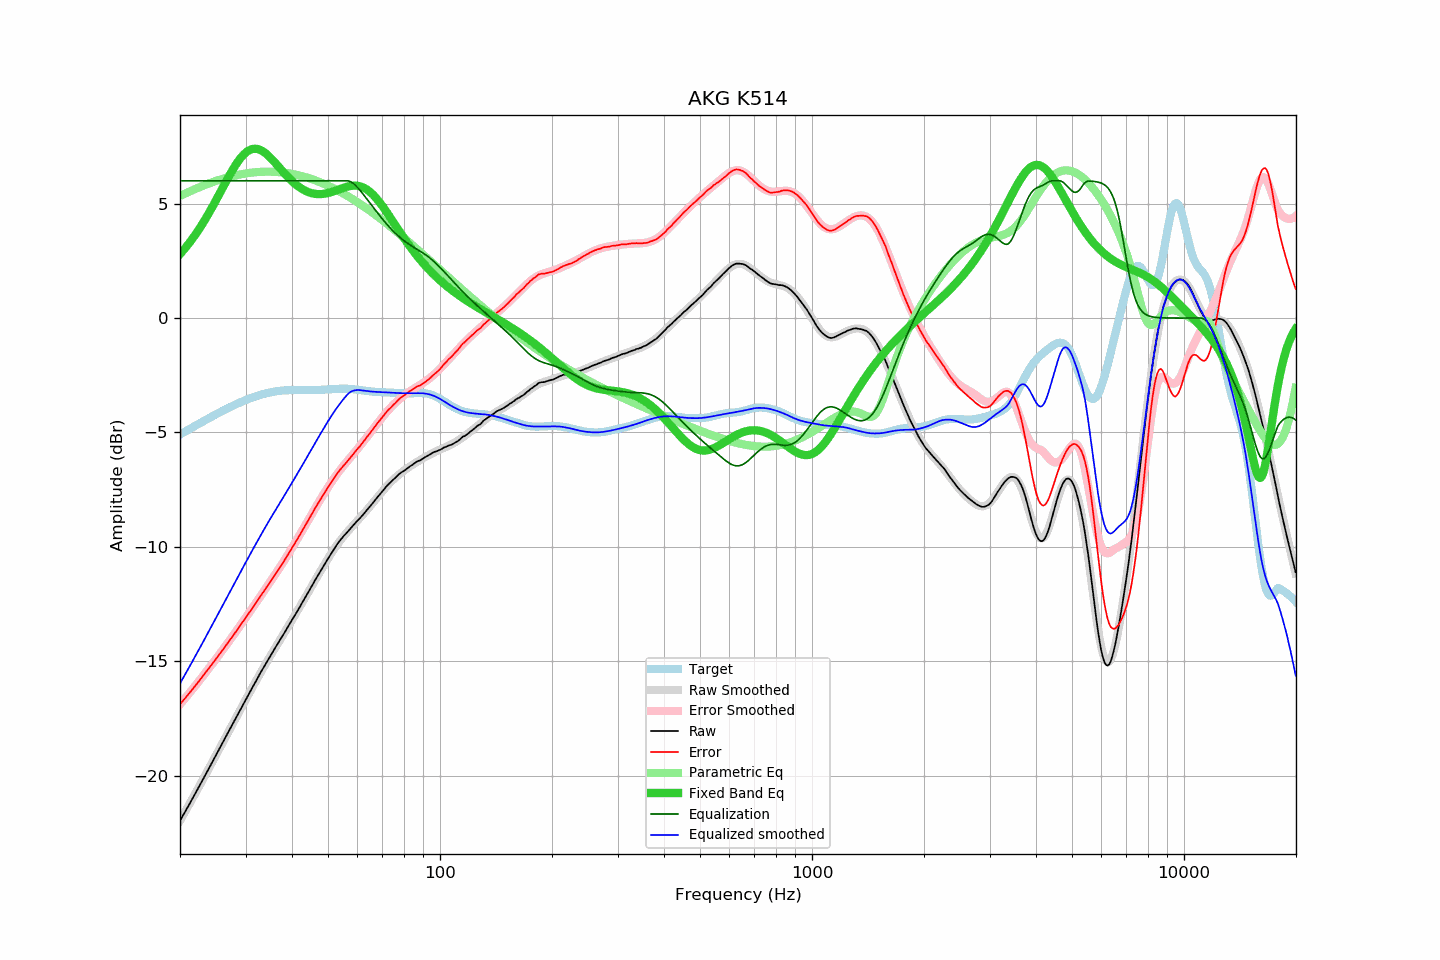 AKG K514
Amplitude (dBr)
5
0
−5
−10
−15
−20
Target
Raw Smoothed
Error Smoothed
Raw
Error
Parametric Eq
Fixed Band Eq
Equalization
Equalized smoothed
100 1000 10000
Frequency (Hz)